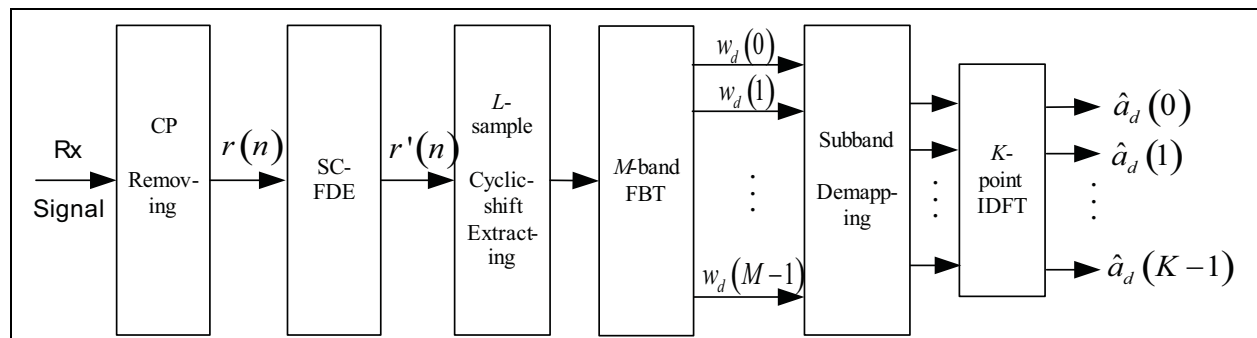 Rx
Signal
CP
Remov-
ing
r(n)
SC-
FDE
r'(n)
L-
sample
Cyclic-
shift
Extract-
ing
M-band
FBT
w_d(0)
w_d(1)
⋮
w_d(M−1)
Subband
Demapp-
ing
⋮
K-
point
IDFT
â_d(0)
â_d(1)
⋮
â_d(K−1)